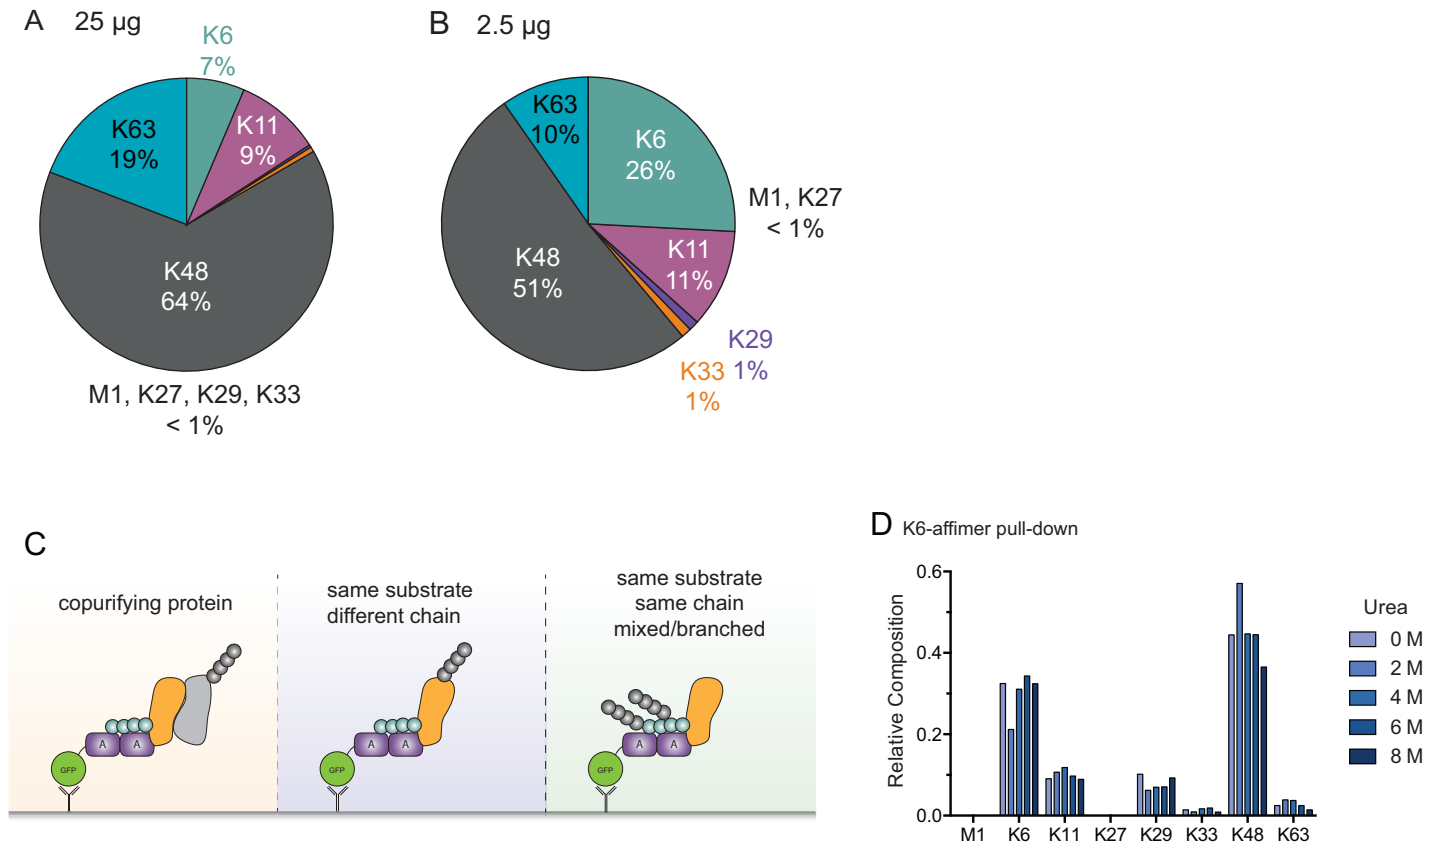 A 25 µg
K6
7%
K11
9%
K63
19%
K48
64%
M1, K27, K29, K33
< 1%
B 2.5 µg
K63
10%
K6
26%
M1, K27
< 1%
K11
11%
K48
51%
K29
1%
K33
1%
C
copurifying protein
same substrate
different chain
same substrate
same chain
mixed/branched
A A
GFP
A A
GFP
A A
GFP
D K6-affimer pull-down
Relative Composition
0.6
0.4
0.2
0.0
M1 K6 K11 K27 K29 K33 K48 K63
Urea
0 M
2 M
4 M
6 M
8 M